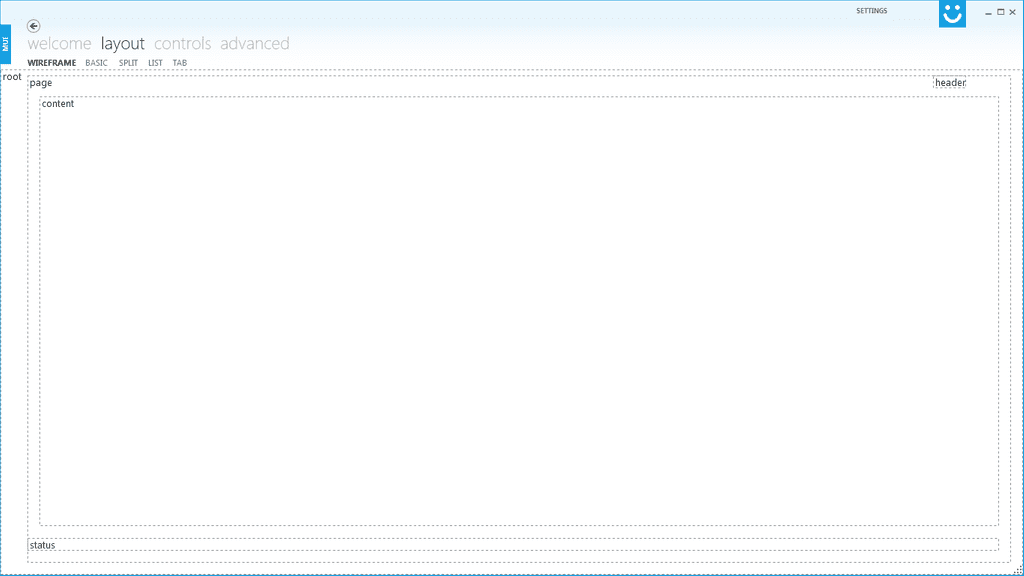 SETTINGS
MUI
welcome layout controls advanced
WIREFRAME BASIC SPLIT LIST TAB
root
page
header
content
status